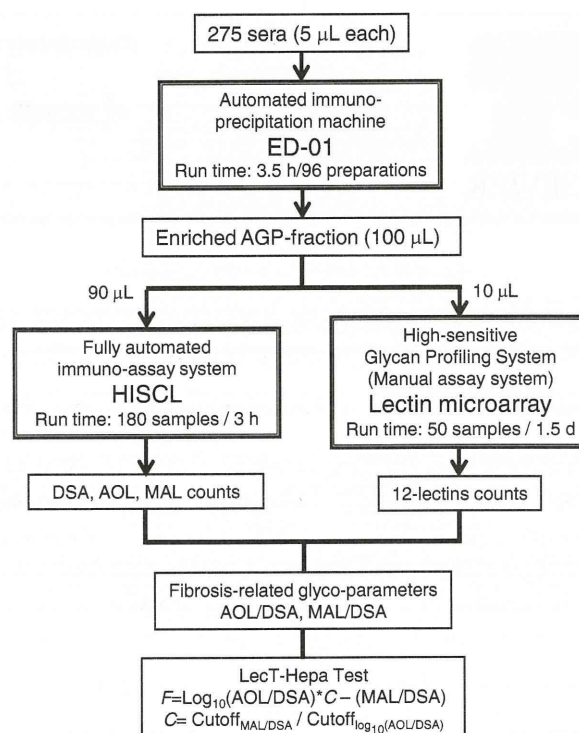 275 sera (5 μL each)
Automated immuno-
precipitation machine
ED-01
Run time: 3.5 h/96 preparations
Enriched AGP-fraction (100 μL)
90 μL
10 μL
Fully automated
immuno-assay system
HISCL
Run time: 180 samples / 3 h
High-sensitive
Glycan Profiling System
(Manual assay system)
Lectin microarray
Run time: 50 samples / 1.5 d
DSA, AOL, MAL counts
12-lectins counts
Fibrosis-related glyco-parameters
AOL/DSA, MAL/DSA
LecT-Hepa Test
F=Log10(AOL/DSA)*C – (MAL/DSA)
C= CutoffMAL/DSA / Cutofflog10(AOL/DSA)